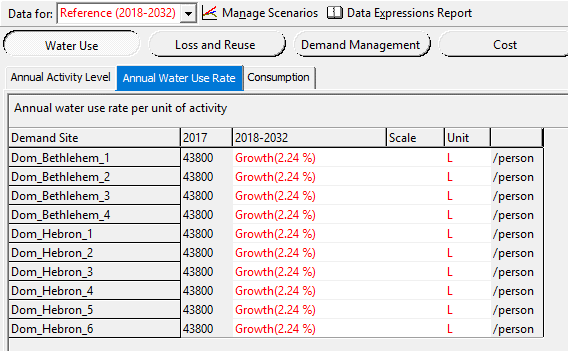 Data for: Reference (2018-2032) Manage Scenarios Data Expressions Report
Water Use Loss and Reuse Demand Management Cost
Annual Activity Level Annual Water Use Rate Consumption
Annual water use rate per unit of activity
Demand Site 2017 2018-2032 Scale Unit
Dom_Bethlehem_1 43800 Growth(2.24 %) L /person
Dom_Bethlehem_2 43800 Growth(2.24 %) L /person
Dom_Bethlehem_3 43800 Growth(2.24 %) L /person
Dom_Bethlehem_4 43800 Growth(2.24 %) L /person
Dom_Hebron_1 43800 Growth(2.24 %) L /person
Dom_Hebron_2 43800 Growth(2.24 %) L /person
Dom_Hebron_3 43800 Growth(2.24 %) L /person
Dom_Hebron_4 43800 Growth(2.24 %) L /person
Dom_Hebron_5 43800 Growth(2.24 %) L /person
Dom_Hebron_6 43800 Growth(2.24 %) L /person